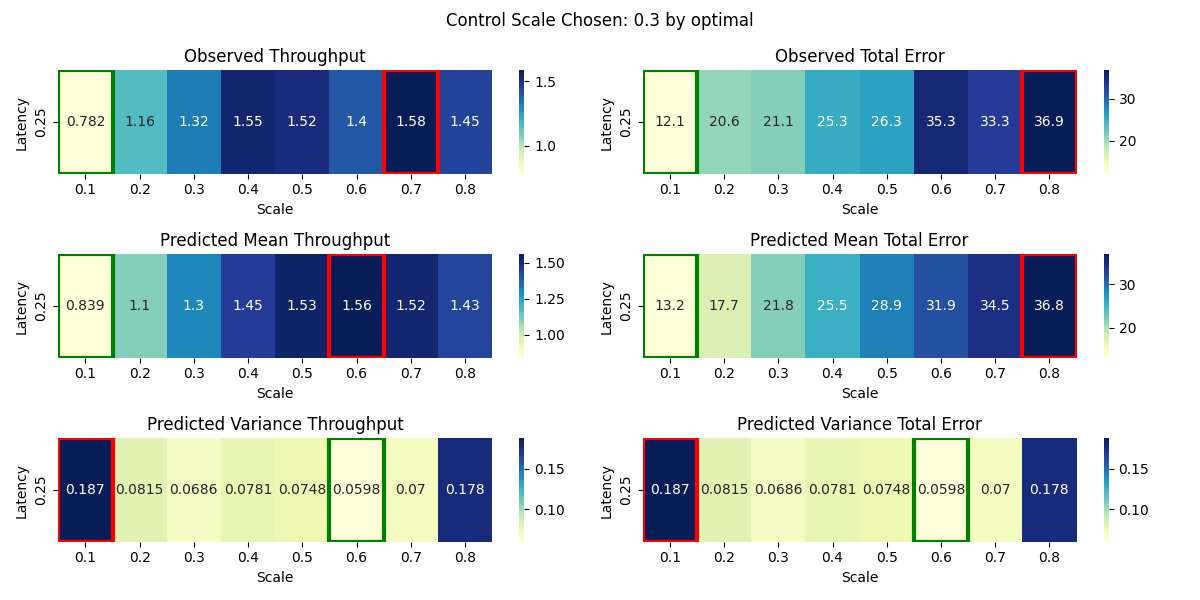 Control Scale Chosen: 0.3 by optimal
Observed Throughput
Latency
0.25
0.782 1.16 1.32 1.55 1.52 1.4 1.58 1.45
0.1 0.2 0.3 0.4 0.5 0.6 0.7 0.8
Scale
1.5
1.0
Observed Total Error
Latency
0.25
12.1 20.6 21.1 25.3 26.3 35.3 33.3 36.9
0.1 0.2 0.3 0.4 0.5 0.6 0.7 0.8
Scale
30
20
Predicted Mean Throughput
Latency
0.25
0.839 1.1 1.3 1.45 1.53 1.56 1.52 1.43
0.1 0.2 0.3 0.4 0.5 0.6 0.7 0.8
Scale
1.50
1.25
1.00
Predicted Mean Total Error
Latency
0.25
13.2 17.7 21.8 25.5 28.9 31.9 34.5 36.8
0.1 0.2 0.3 0.4 0.5 0.6 0.7 0.8
Scale
30
20
Predicted Variance Throughput
Latency
0.25
0.187 0.0815 0.0686 0.0781 0.0748 0.0598 0.07 0.178
0.1 0.2 0.3 0.4 0.5 0.6 0.7 0.8
Scale
0.15
0.10
Predicted Variance Total Error
Latency
0.25
0.187 0.0815 0.0686 0.0781 0.0748 0.0598 0.07 0.178
0.1 0.2 0.3 0.4 0.5 0.6 0.7 0.8
Scale
0.15
0.10